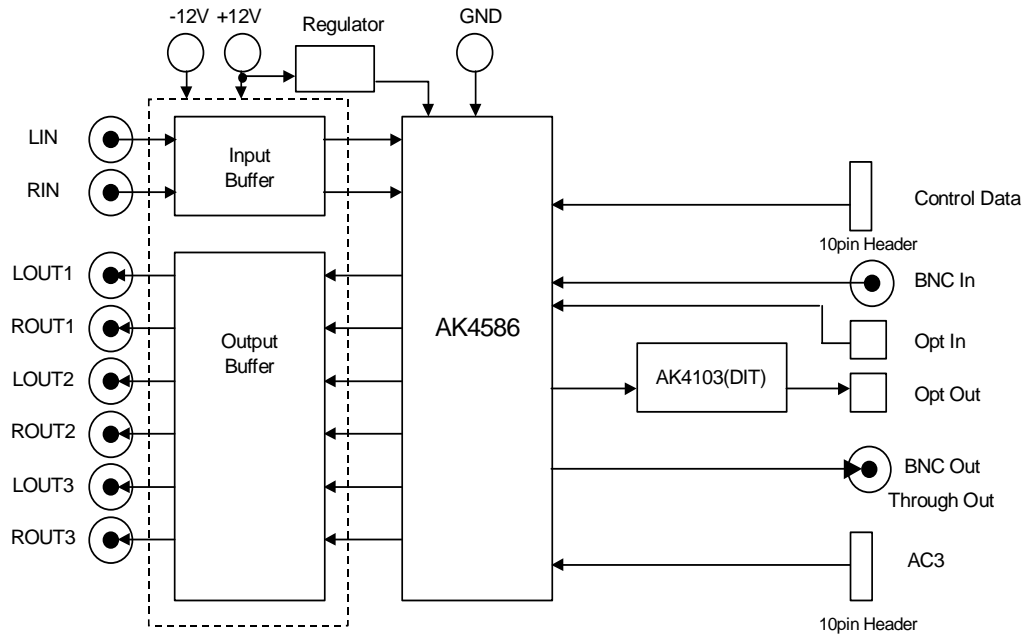 -12V
+12V
Regulator
GND
LIN
RIN
Input
Buffer
LOUT1
ROUT1
LOUT2
ROUT2
LOUT3
ROUT3
Output
Buffer
AK4586
Control Data
10pin Header
BNC In
Opt In
AK4103(DIT)
Opt Out
BNC Out
Through Out
AC3
10pin Header